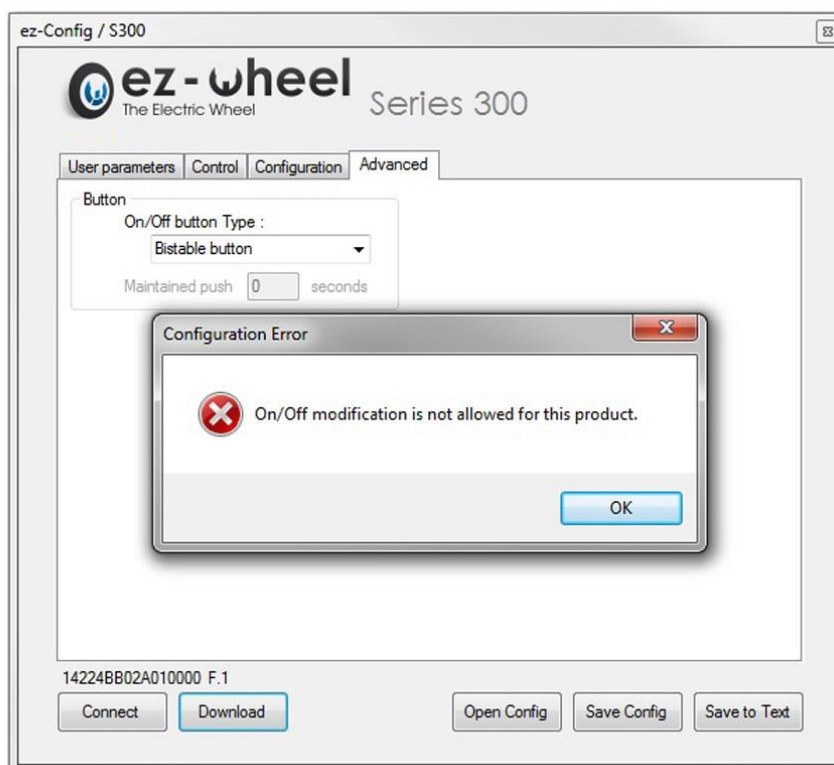 ez-Config / S300
ez-wheel
The Electric Wheel
Series 300
User parameters
Control
Configuration
Advanced
Button
On/Off button Type :
Bistable button
Maintained push 0 seconds
Configuration Error
On/Off modification is not allowed for this product.
OK
14224BB02A010000 F.1
Connect
Download
Open Config
Save Config
Save to Text